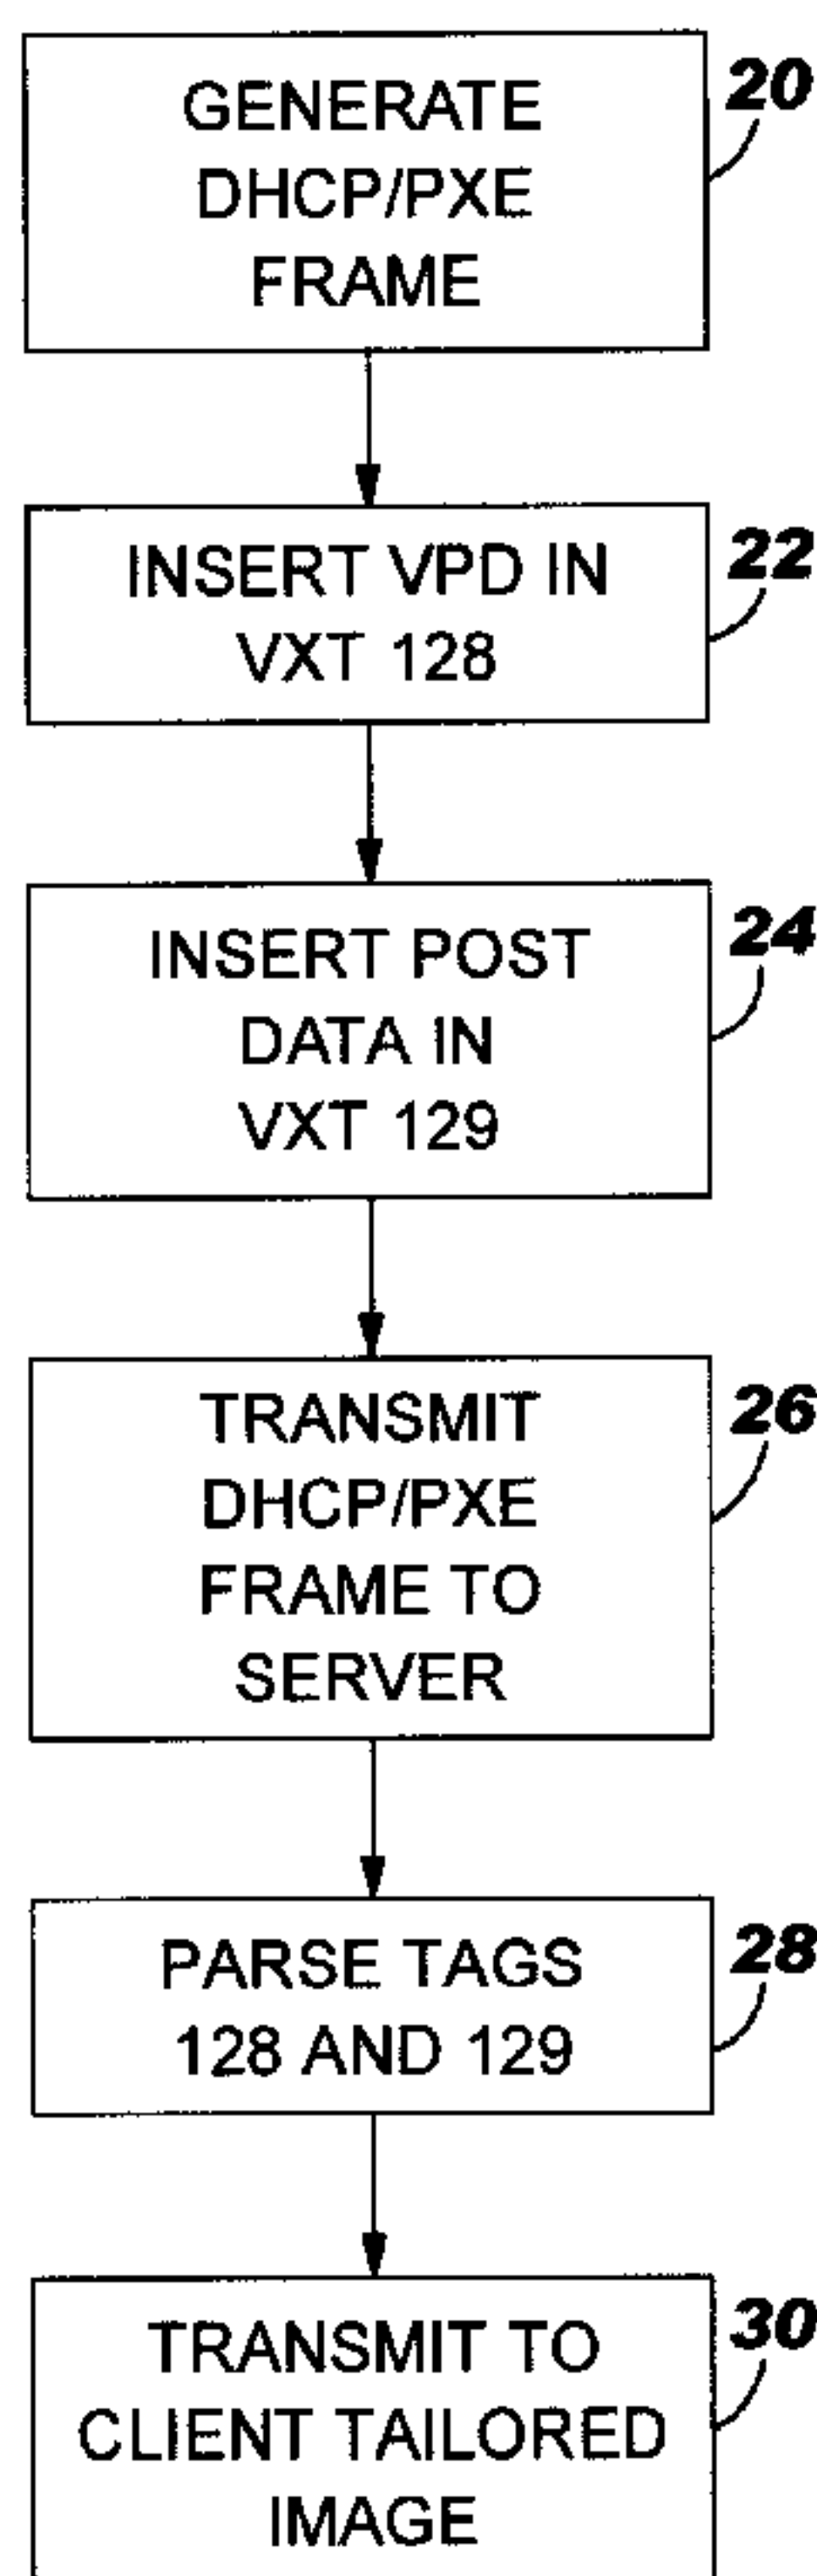 GENERATE
DHCP/PXE
FRAME
20
INSERT VPD IN
VXT 128
22
INSERT POST
DATA IN
VXT 129
24
TRANSMIT
DHCP/PXE
FRAME TO
SERVER
26
PARSE TAGS
128 AND 129
28
TRANSMIT TO
CLIENT TAILORED
IMAGE
30